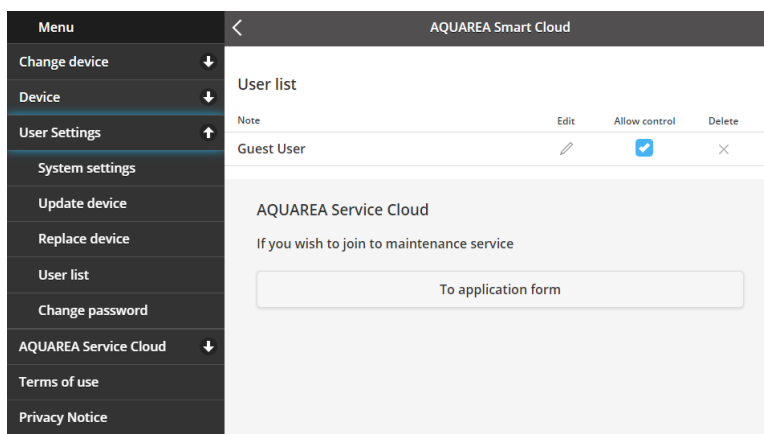 Menu
Change device
Device
User Settings
System settings
Update device
Replace device
User list
Change password
AQUAREA Service Cloud
Terms of use
Privacy Notice
AQUAREA Smart Cloud
User list
Note Edit Allow control Delete
Guest User
AQUAREA Service Cloud
If you wish to join to maintenance service
To application form